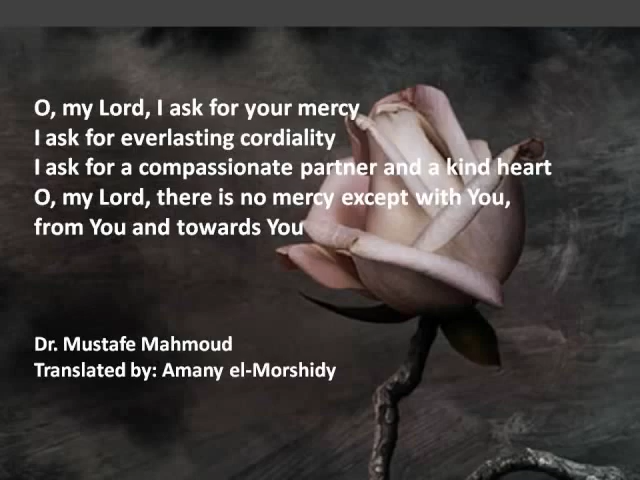 O, my Lord, I ask for your mercy
I ask for everlasting cordiality
I ask for a compassionate partner and a kind heart
O, my Lord, there is no mercy except with You,
from You and towards You
Dr. Mustafe Mahmoud
Translated by: Amany el-Morshidy